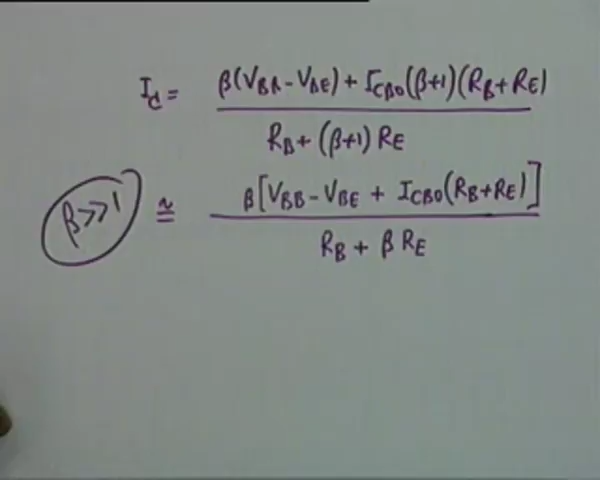 I_C = β(V_BB - V_BE) + I_CBO(β+1)(R_B+R_E)
R_B + (β+1) R_E
β>>1 ≅ β[V_BB - V_BE + I_CBO(R_B+R_E)]
R_B + β R_E